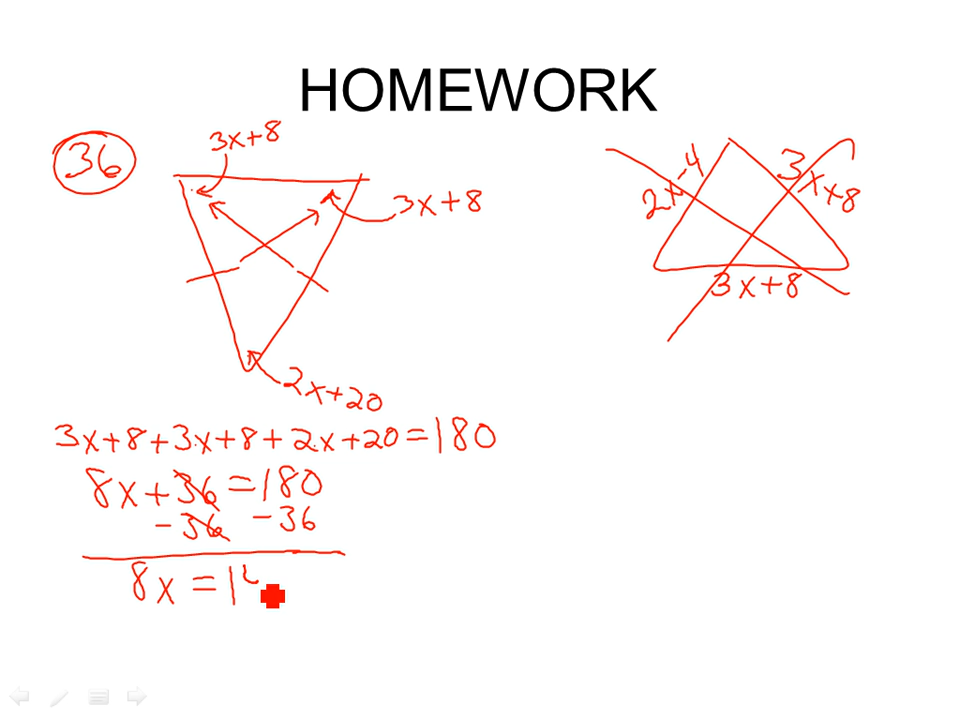 HOMEWORK
36
3x+8
3x+8
2x+20
2x-4
3x+8
3x+8
3x+8+3x+8+2x+20=180
8x+36=180
-36 -36
8x=14